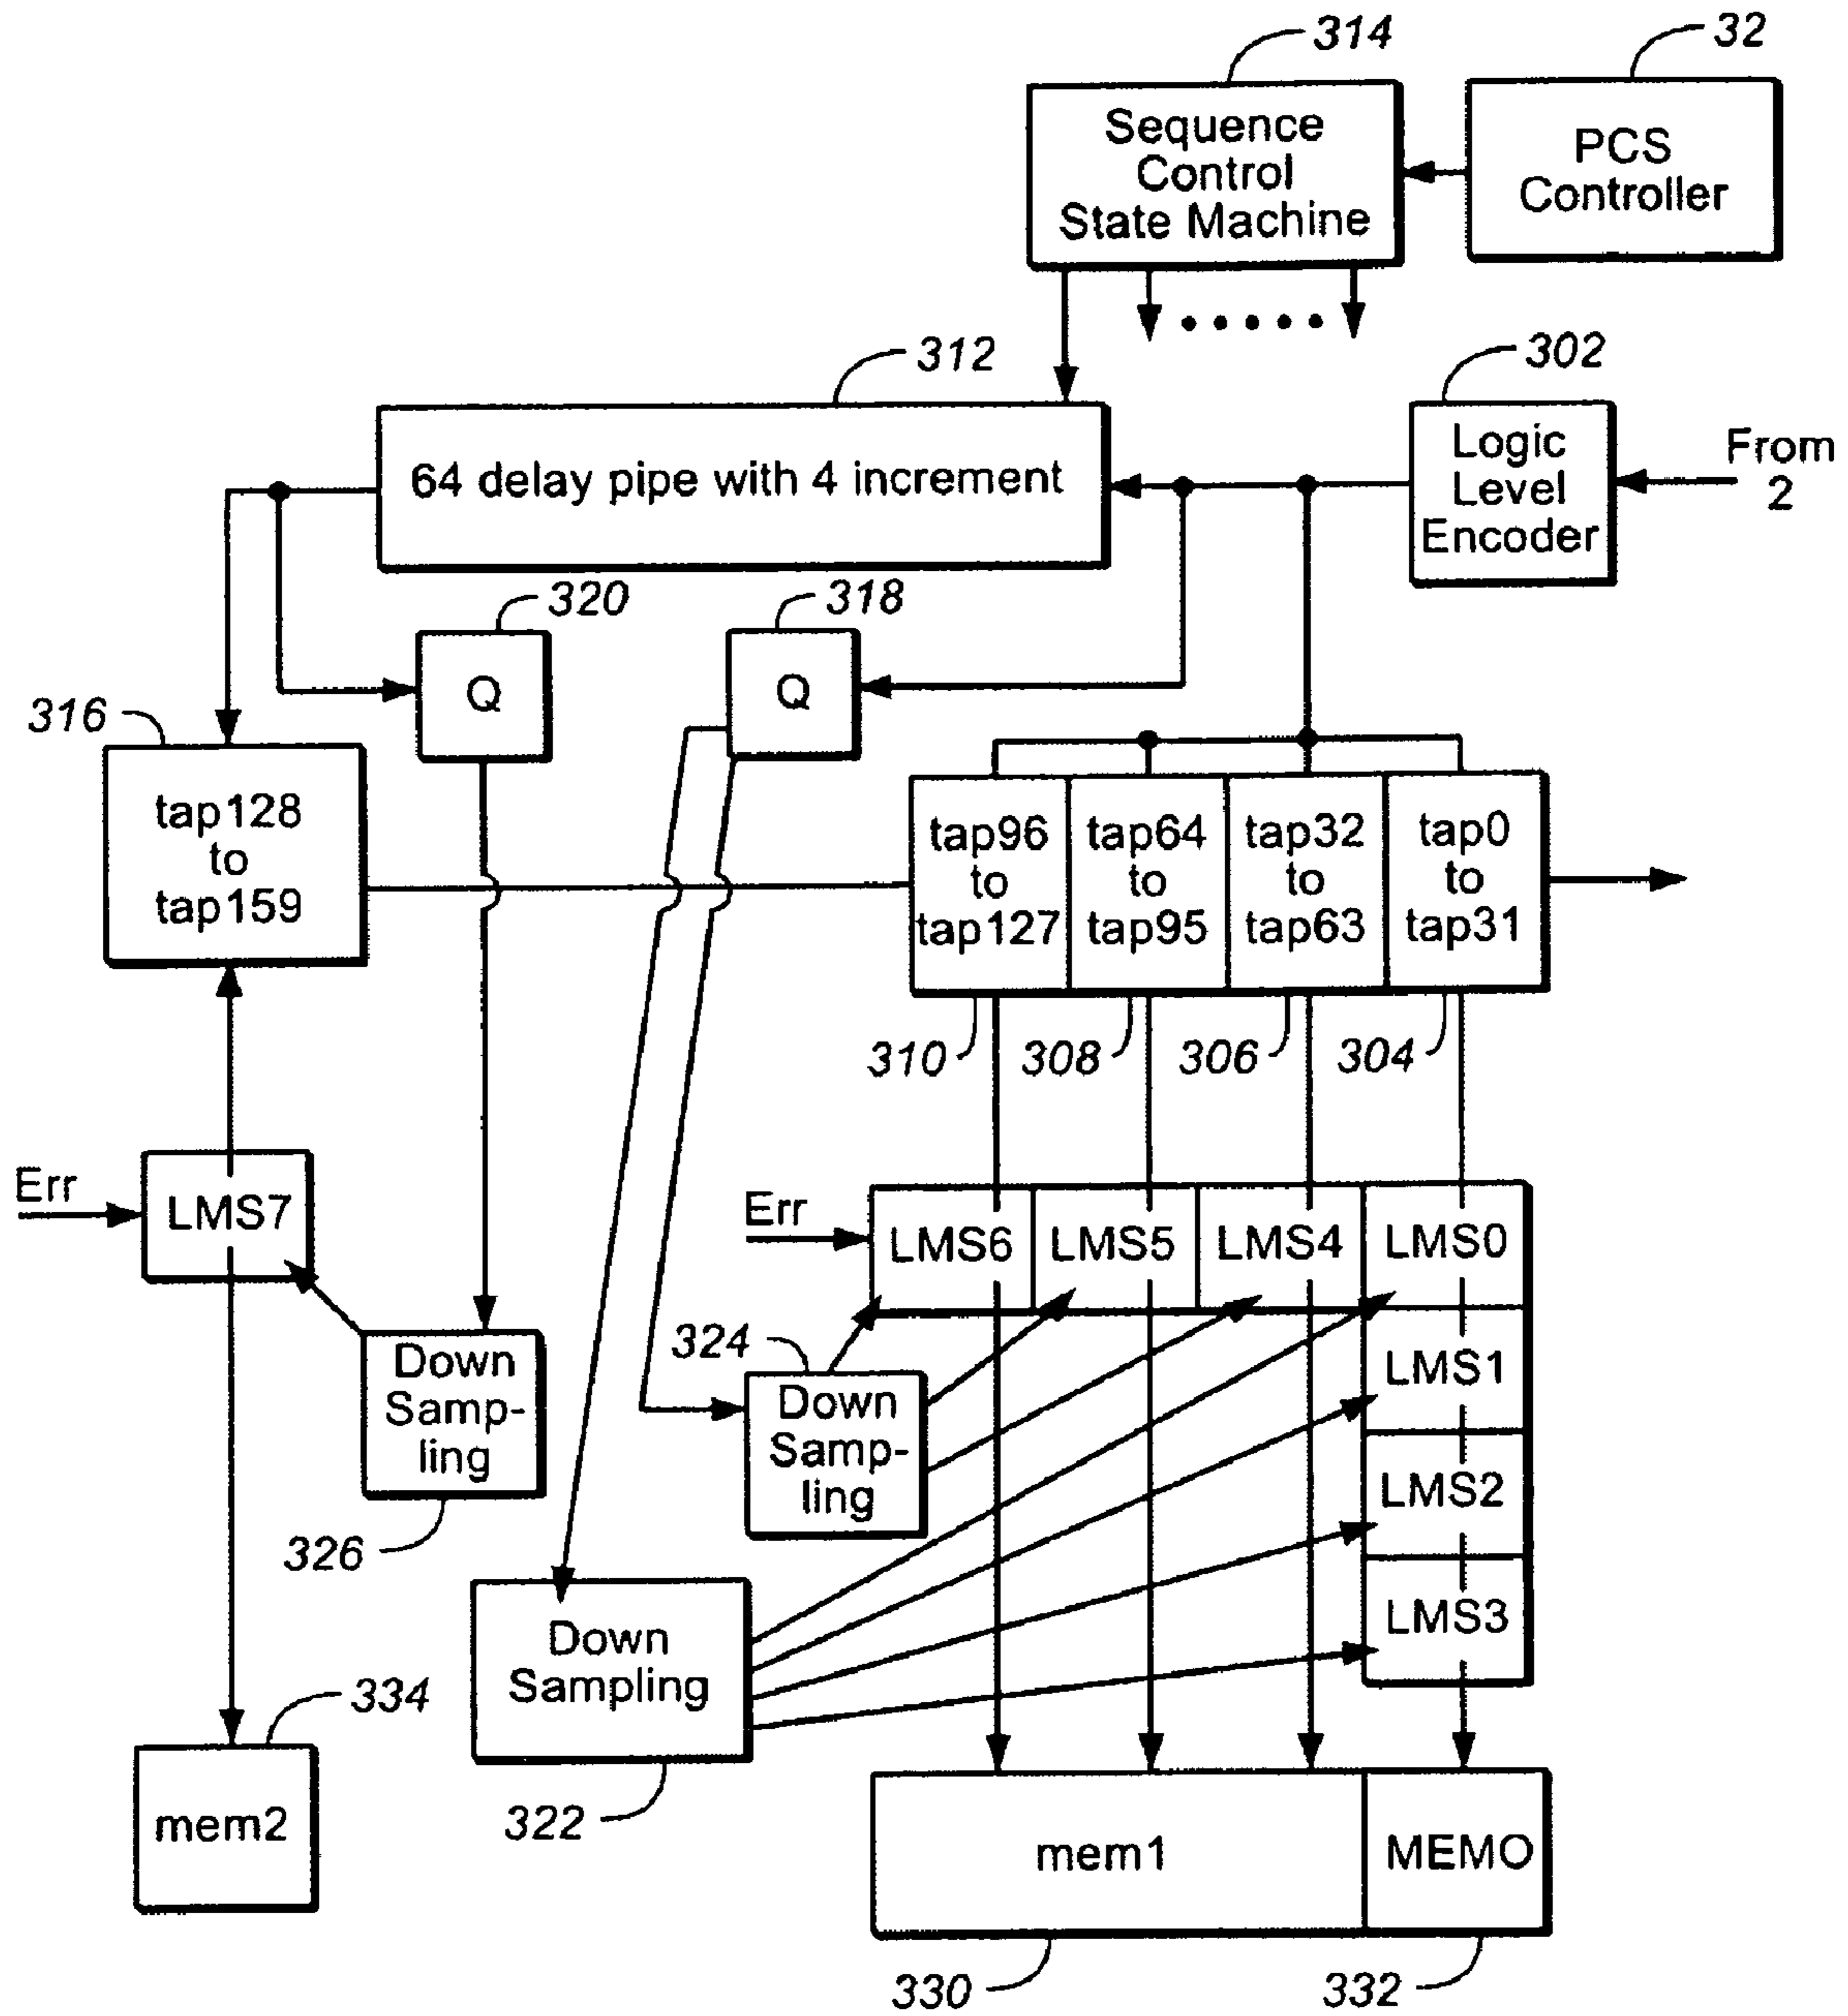 314
32
Sequence
Control
State Machine
PCS
Controller
312
302
64 delay pipe with 4 increment
Logic
Level
Encoder
From
2
320
318
Q
Q
316
tap128
to
tap159
tap96
to
tap127
tap64
to
tap95
tap32
to
tap63
tap0
to
tap31
310
308
306
304
Err
LMS7
Err
LMS6
LMS5
LMS4
LMS0
LMS1
LMS2
LMS3
324
Down
Samp-
ling
326
Down
Samp-
ling
Down
Sampling
322
334
mem2
mem1
MEMO
330
332